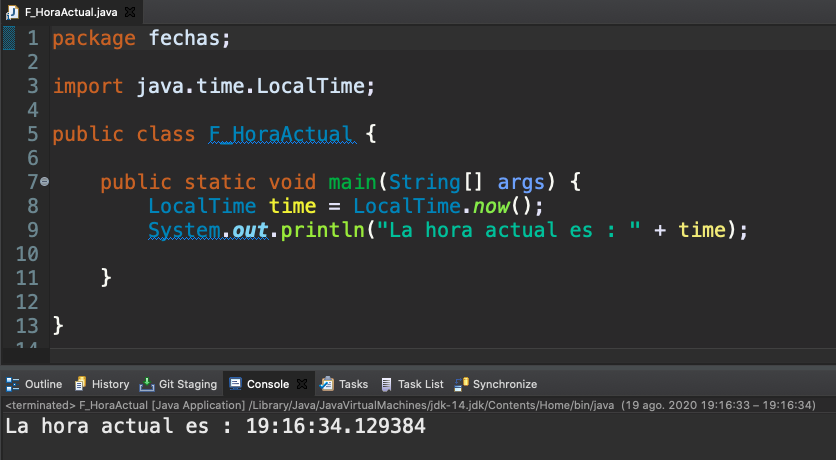 F_HoraActual.java
1 package fechas;
2
3 import java.time.LocalTime;
4
5 public class F_HoraActual {
6
7 public static void main(String[] args) {
8 LocalTime time = LocalTime.now();
9 System.out.println("La hora actual es : " + time);
10
11 }
12
13 }
14
Outline History Git Staging Console Tasks Task List Synchronize
<terminated> F_HoraActual [Java Application] /Library/Java/JavaVirtualMachines/jdk-14.jdk/Contents/Home/bin/java (19 ago. 2020 19:16:33 – 19:16:34)
La hora actual es : 19:16:34.129384